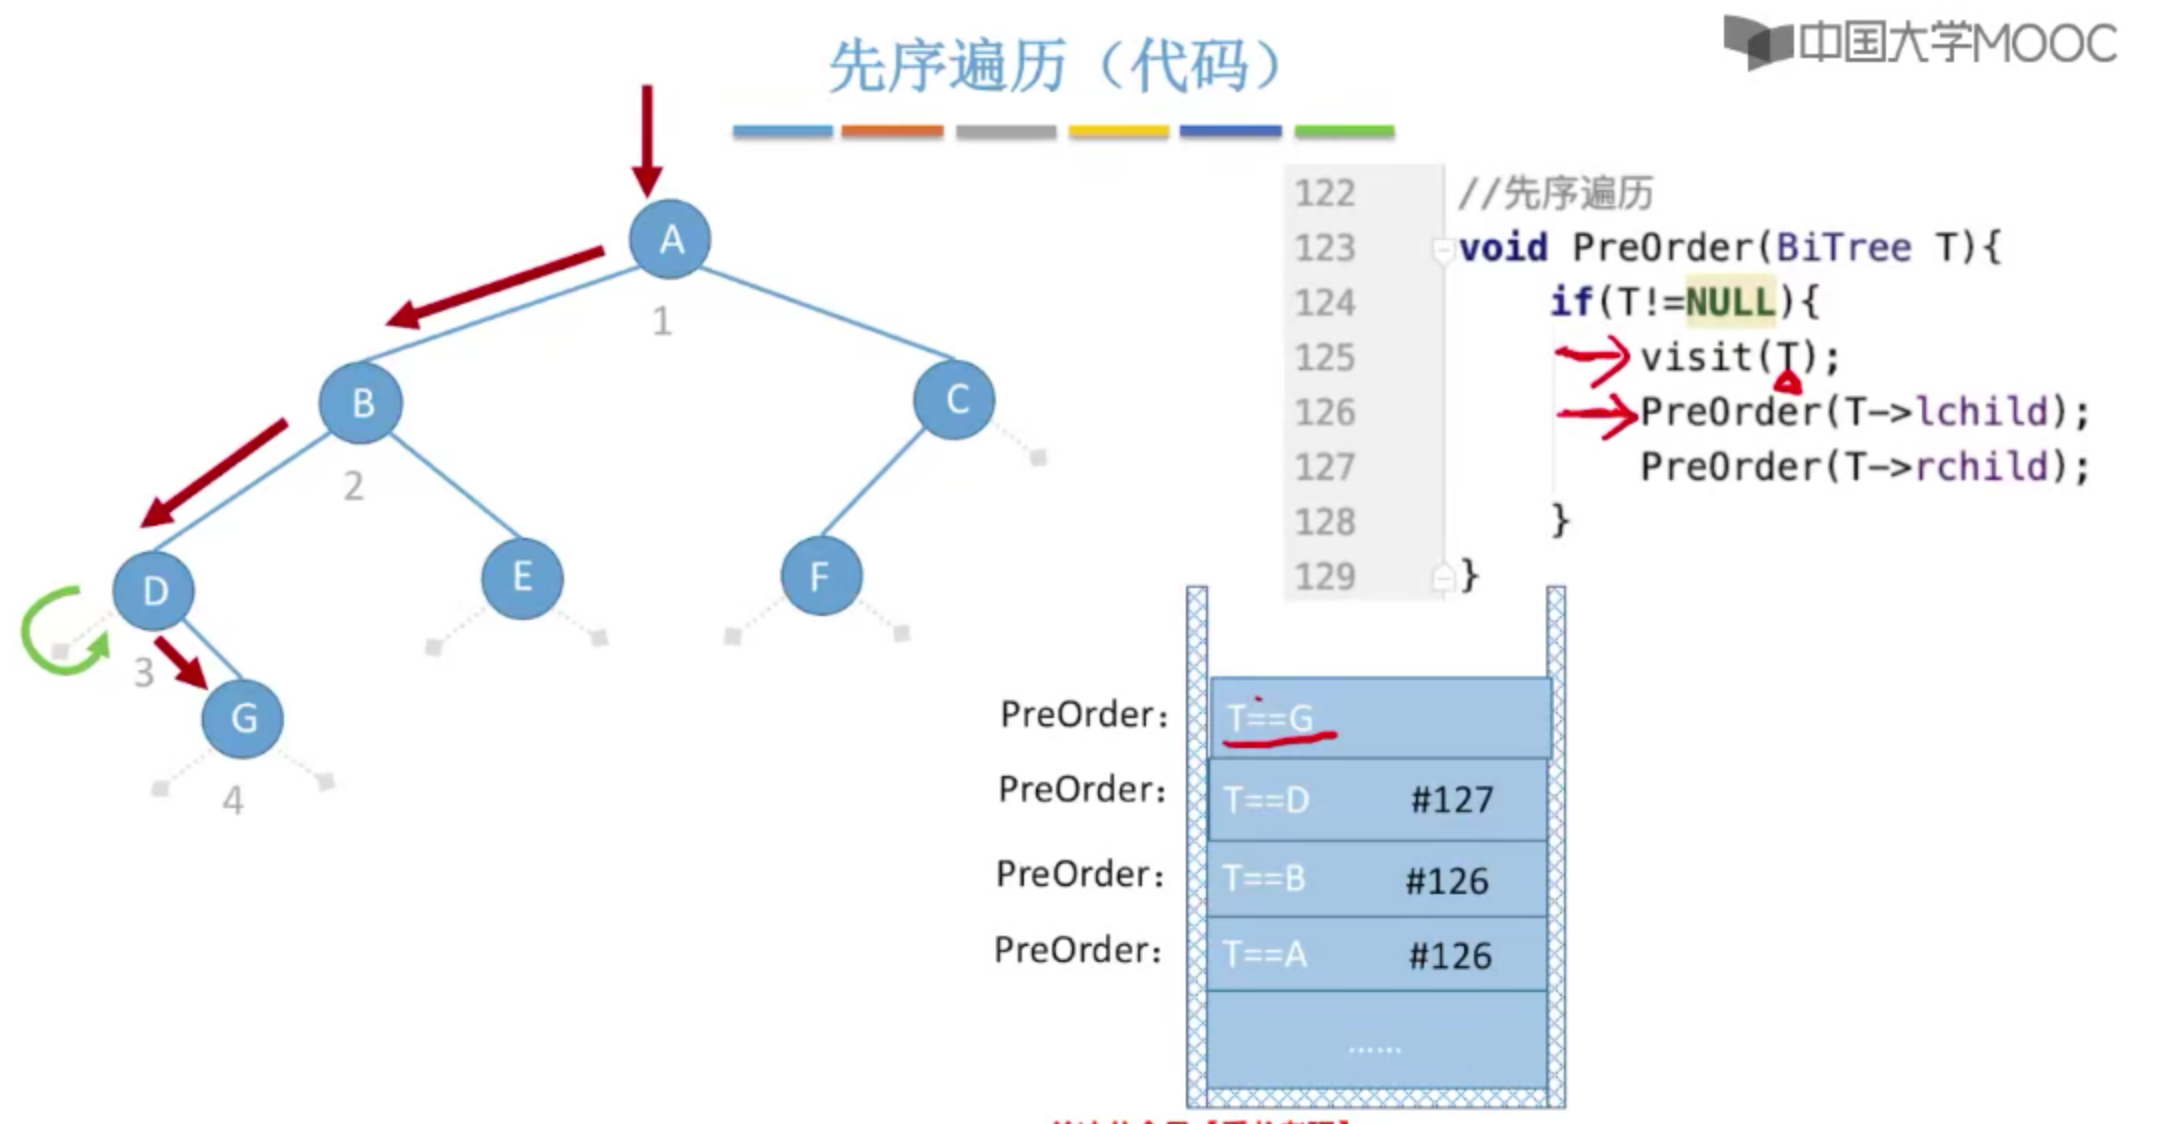 中国大学MOOC
先序遍历（代码）
A
1
B
C
2
D
E
F
3
G
4
122 //先序遍历
123 void PreOrder(BiTree T){
124 if(T!=NULL){
125 visit(T);
126 PreOrder(T->lchild);
127 PreOrder(T->rchild);
128 }
129 }
PreOrder： T==G
PreOrder： T==D #127
PreOrder： T==B #126
PreOrder： T==A #126
……